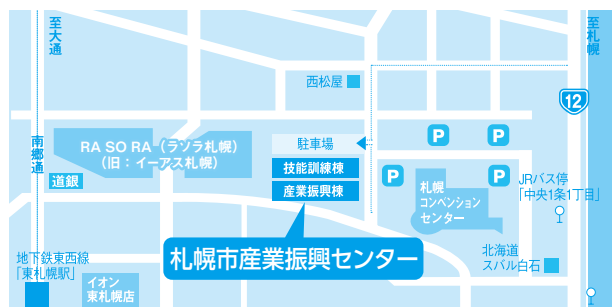 至大通
至札幌
西松屋
12
南郷通
RA SO RA（ラソラ札幌）
（旧：イーアス札幌）
駐車場
P
P
技能訓練棟
道銀
産業振興棟
P
P
札幌
コンベンション
センター
JRバス停
「中央1条1丁目」
札幌市産業振興センター
地下鉄東西線
「東札幌駅」
イオン
東札幌店
北海道
スバル白石